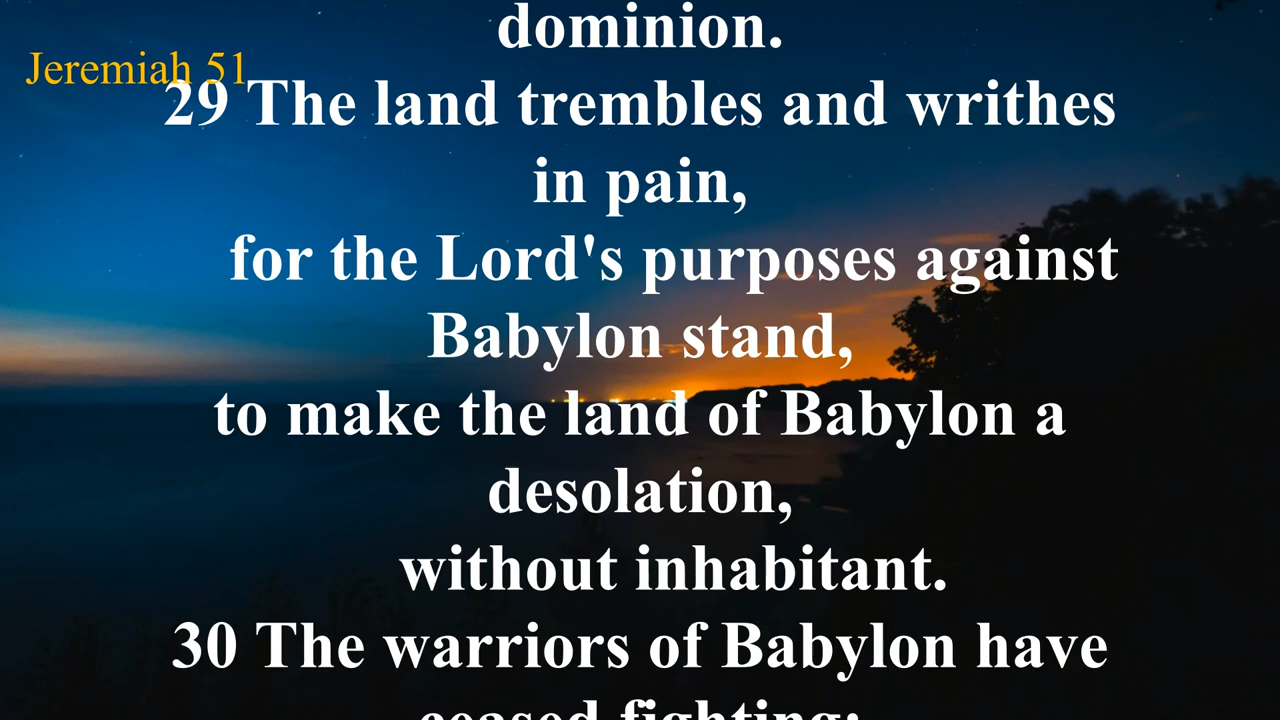 dominion.
Jeremiah 51
29 The land trembles and writhes
in pain,
for the Lord's purposes against
Babylon stand,
to make the land of Babylon a
desolation,
without inhabitant.
30 The warriors of Babylon have
ceased fighting;